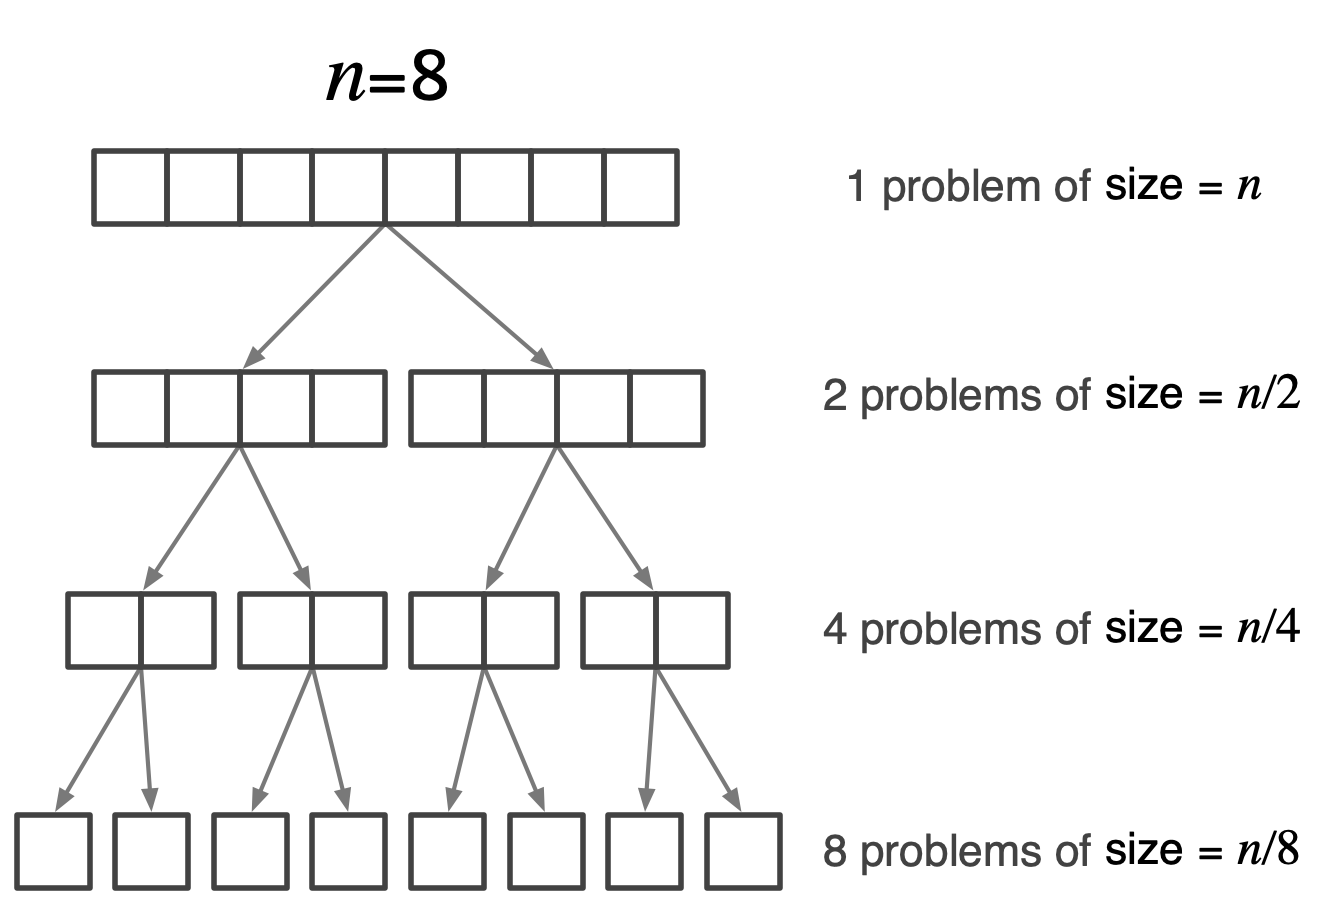 n=8
1 problem of size = n
2 problems of size = n/2
4 problems of size = n/4
8 problems of size = n/8